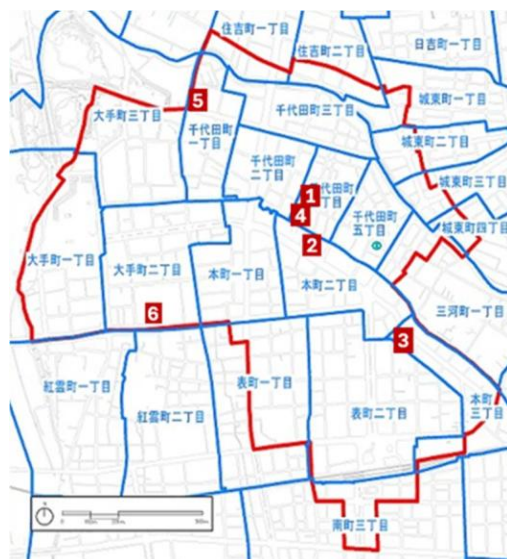 住吉町一丁目
住吉町二丁目
日吉町一丁目
5
大手町三丁目
千代田町
一丁目
千代田町三丁目
城東町一丁目
城東町二丁目
千代田町
二丁目
1
代田町
丁目
4
城東町三丁目
千代田町
五丁目
城東町四丁目
2
大手町一丁目
大手町二丁目
本町一丁目
本町二丁目
三河町一丁目
6
3
紅雲町一丁目
紅雲町二丁目
表町一丁目
表町二丁目
本町
三丁目
南町三丁目
0